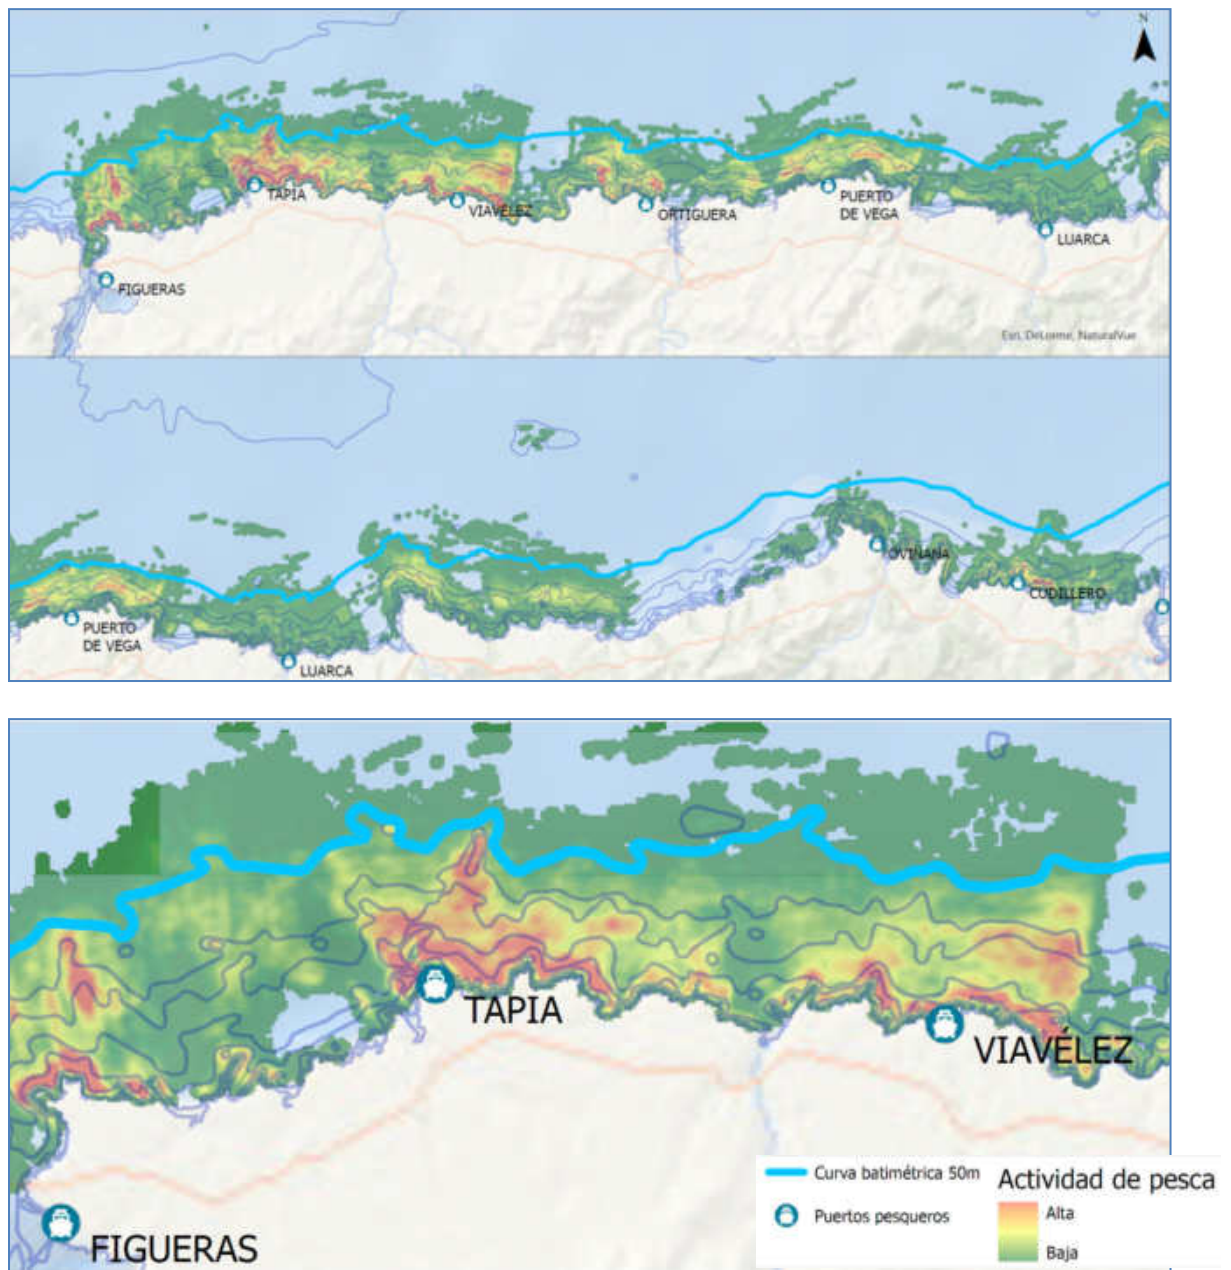 N
TAPIA
VIAVÉLEZ
ORTIGUERA
PUERTO
DE VEGA
LUARCA
FIGUERAS
Esri, DeLorme, NaturalVue
OVIÑANA
CUDILLERO
PUERTO
DE VEGA
LUARCA
TAPIA
VIAVÉLEZ
FIGUERAS
Curva batimétrica 50m
Puertos pesqueros
Actividad de pesca
Alta
Baja